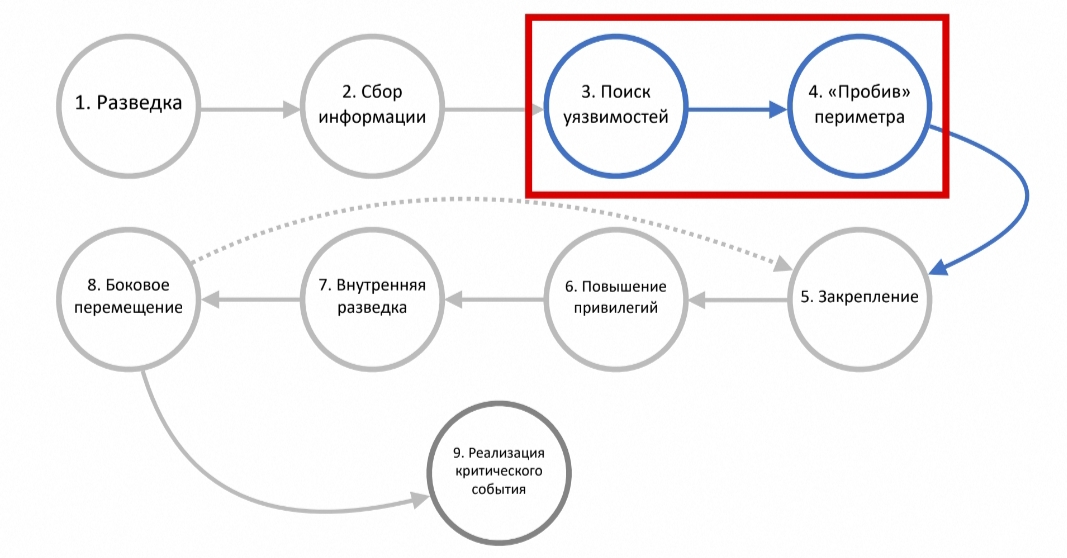 1. Разведка
2. Сбор
информации
3. Поиск
уязвимостей
4. «Пробив»
периметра
8. Боковое
перемещение
7. Внутренняя
разведка
6. Повышение
привилегий
5. Закрепление
9. Реализация
критического
события